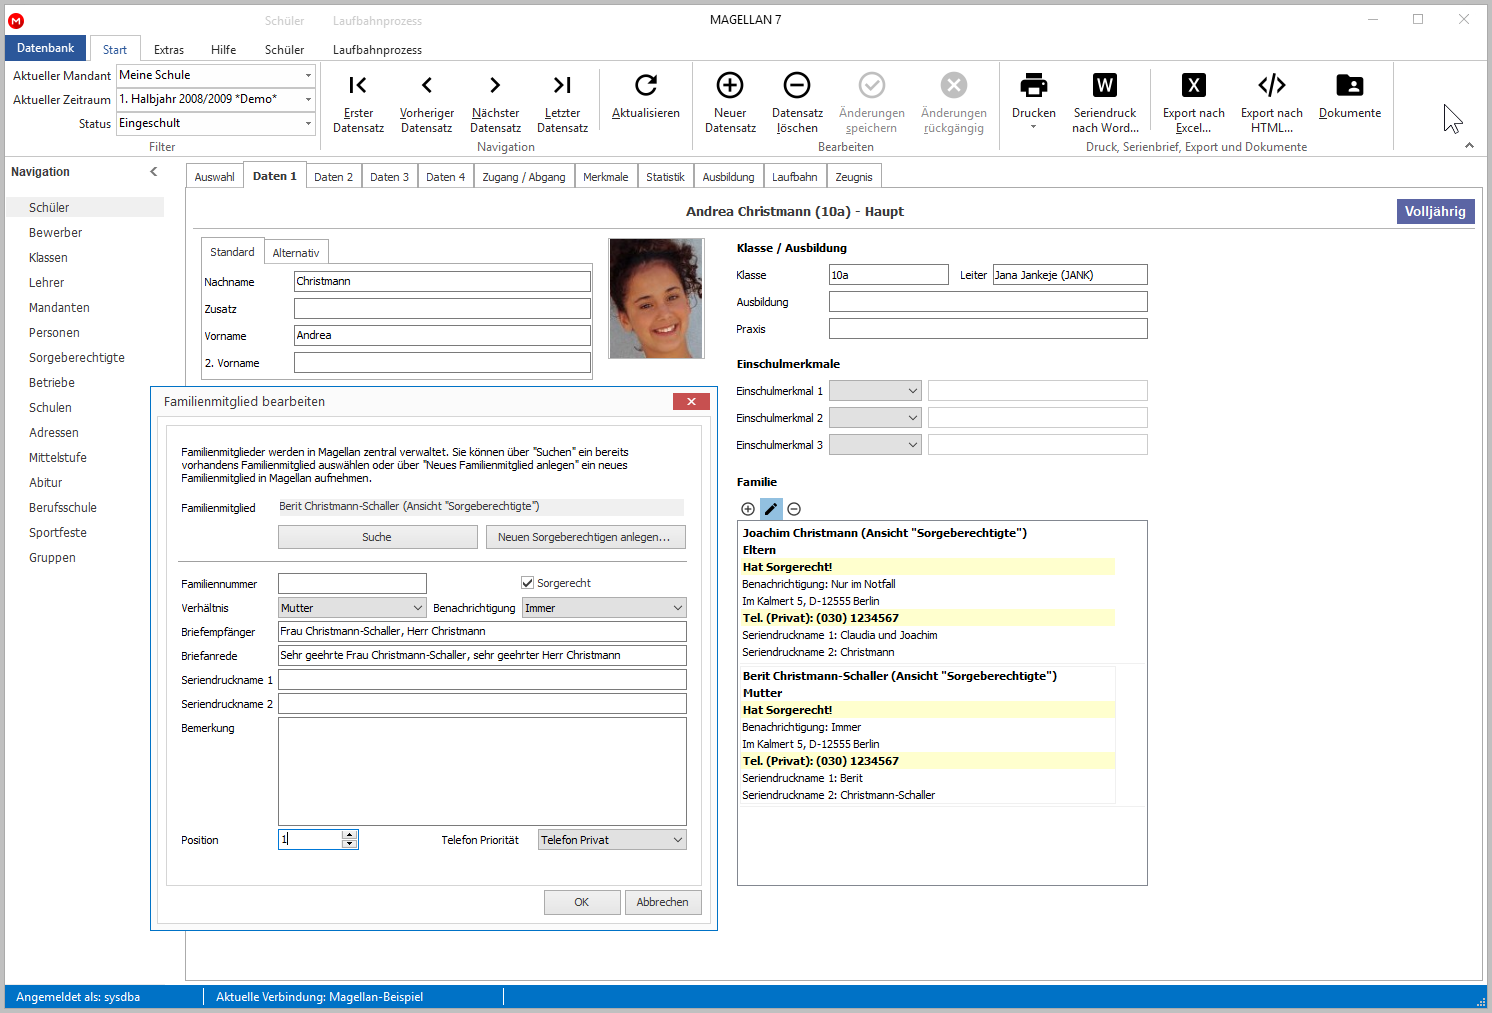 Schüler Laufbahnprozess
MAGELLAN 7
Datenbank Start Extras Hilfe Schüler Laufbahnprozess
Aktueller Mandant Meine Schule
Aktueller Zeitraum 1. Halbjahr 2008/2009 *Demo*
Status Eingeschult
Filter
Erster Datensatz
Vorheriger Datensatz
Nächster Datensatz
Letzter Datensatz
Aktualisieren
Navigation
Neuer Datensatz
Datensatz löschen
Änderungen speichern
Änderungen rückgängig
Bearbeiten
Drucken
Seriendruck nach Word...
Export nach Excel...
Export nach HTML...
Dokumente
Druck, Serienbrief, Export und Dokumente
Navigation
Schüler
Bewerber
Klassen
Lehrer
Mandanten
Personen
Sorgeberechtigte
Betriebe
Schulen
Adressen
Mittelstufe
Abitur
Berufsschule
Sportfeste
Gruppen
Auswahl Daten 1 Daten 2 Daten 3 Daten 4 Zugang / Abgang Merkmale Statistik Ausbildung Laufbahn Zeugnis
Andrea Christmann (10a) - Haupt
Volljährig
Standard Alternativ
Nachname Christmann
Zusatz
Vorname Andrea
2. Vorname
Klasse / Ausbildung
Klasse 10a Leiter Jana Jankeje (JANK)
Ausbildung
Praxis
Einschulmerkmale
Einschulmerkmal 1
Einschulmerkmal 2
Einschulmerkmal 3
Familie
Joachim Christmann (Ansicht "Sorgeberechtigte")
Eltern
Hat Sorgerecht!
Benachrichtigung: Nur im Notfall
Im Kalmert 5, D-12555 Berlin
Tel. (Privat): (030) 1234567
Seriendruckname 1: Claudia und Joachim
Seriendruckname 2: Christmann
Berit Christmann-Schaller (Ansicht "Sorgeberechtigte")
Mutter
Hat Sorgerecht!
Benachrichtigung: Immer
Im Kalmert 5, D-12555 Berlin
Tel. (Privat): (030) 1234567
Seriendruckname 1: Berit
Seriendruckname 2: Christmann-Schaller
Familienmitglied bearbeiten
Familienmitglieder werden in Magellan zentral verwaltet. Sie können über "Suchen" ein bereits
vorhandens Familienmitglied auswählen oder über "Neues Familienmitglied anlegen" ein neues
Familienmitglied in Magellan aufnehmen.
Familienmitglied Berit Christmann-Schaller (Ansicht "Sorgeberechtigte")
Suche Neuen Sorgeberechtigen anlegen...
Familiennummer Sorgerecht
Verhältnis Mutter Benachrichtigung Immer
Briefempfänger Frau Christmann-Schaller, Herr Christmann
Briefanrede Sehr geehrte Frau Christmann-Schaller, sehr geehrter Herr Christmann
Seriendruckname 1
Seriendruckname 2
Bemerkung
Position 1 Telefon Priorität Telefon Privat
OK Abbrechen
Angemeldet als: sysdba Aktuelle Verbindung: Magellan-Beispiel